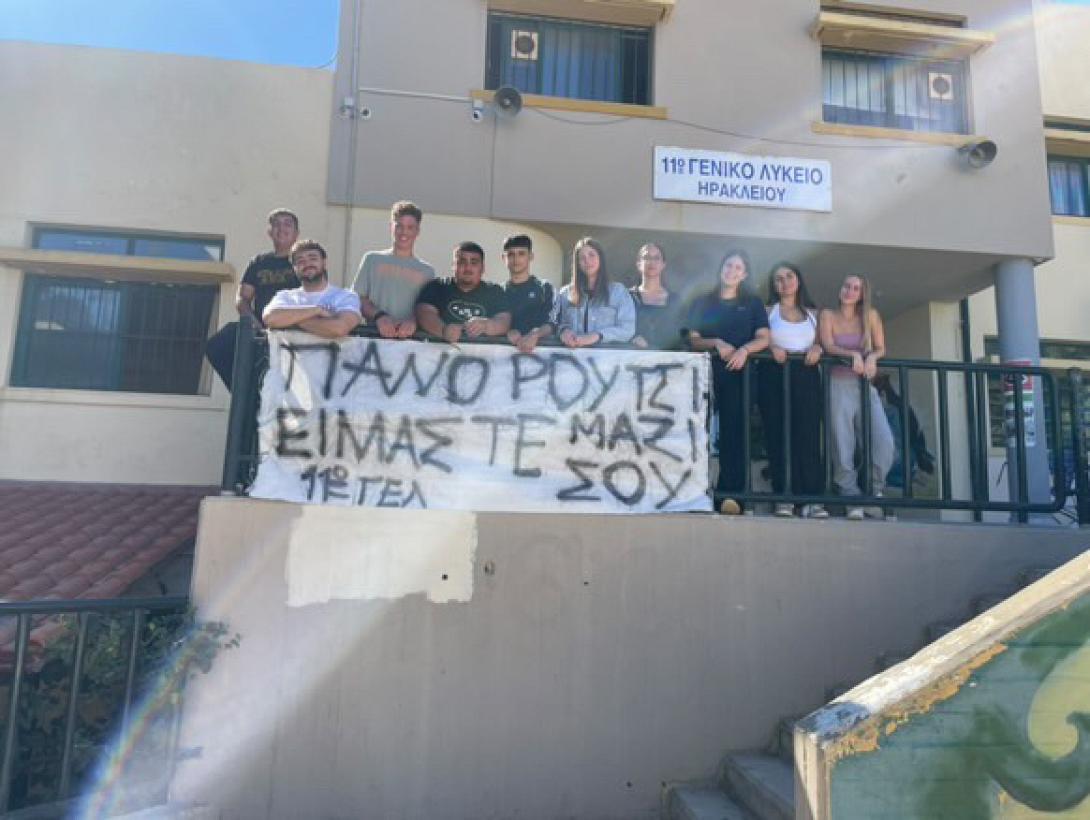 11ο ΓΕΝΙΚΟ ΛΥΚΕΙΟ
ΗΡΑΚΛΕΙΟΥ
ΠΑΝΟ ΡΟΥΤΣΙ
ΕΙΜΑΣΤΕ ΜΑΖΙ
ΣΟΥ
11ο ΓΕΛ